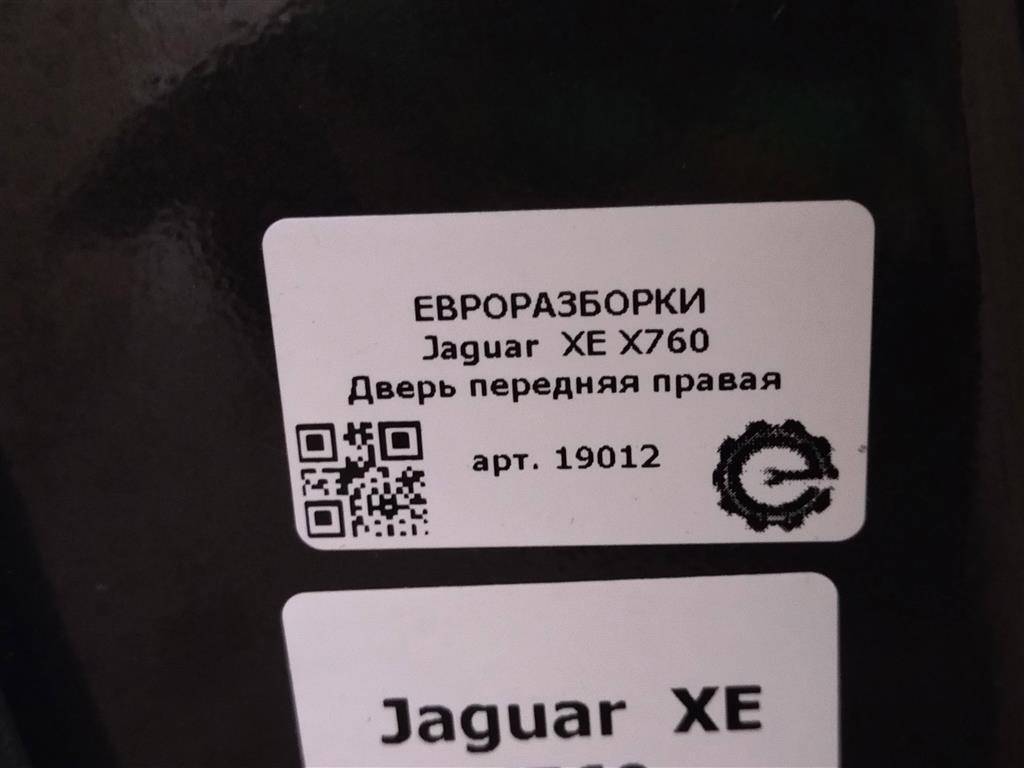 ЕВРОРАЗБОРКИ
Jaguar XE X760
Дверь передняя правая
арт. 19012
Jaguar XE